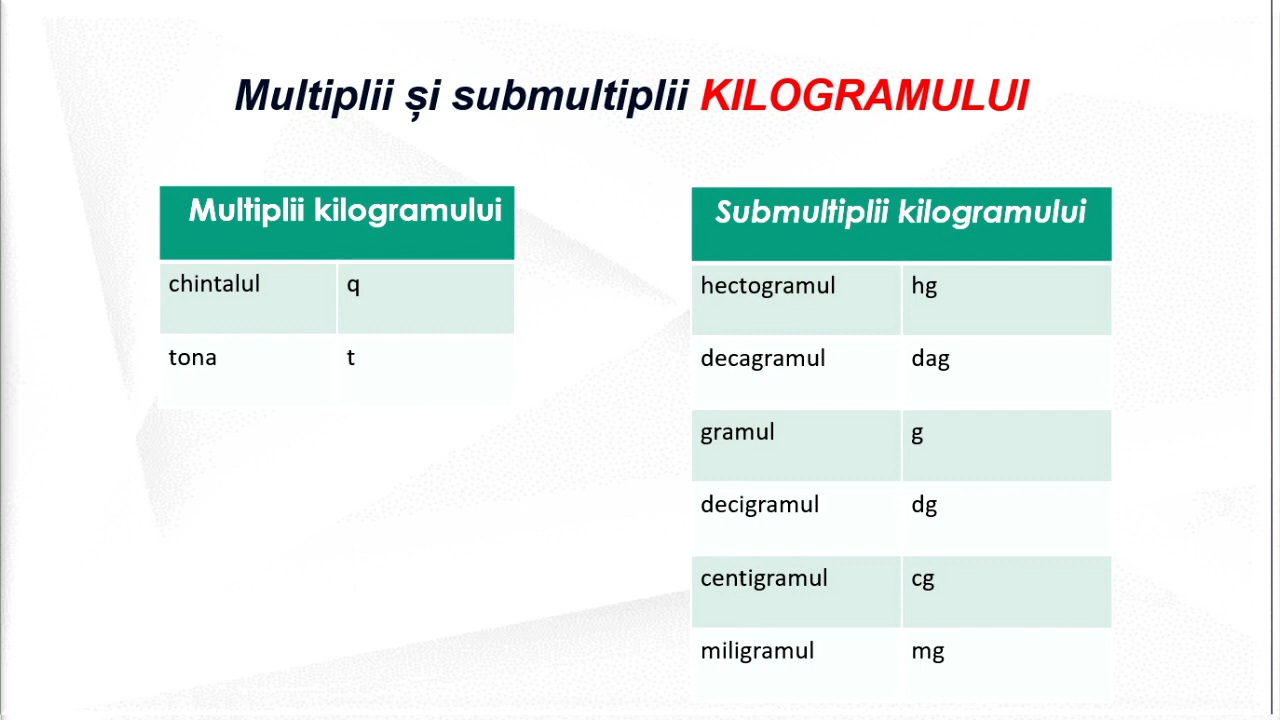 Multiplii și submultiplii KILOGRAMULUI
Multiplii kilogramului
chintalul q
tona t
Submultiplii kilogramului
hectogramul hg
decagramul dag
gramul g
decigramul dg
centigramul cg
miligramul mg